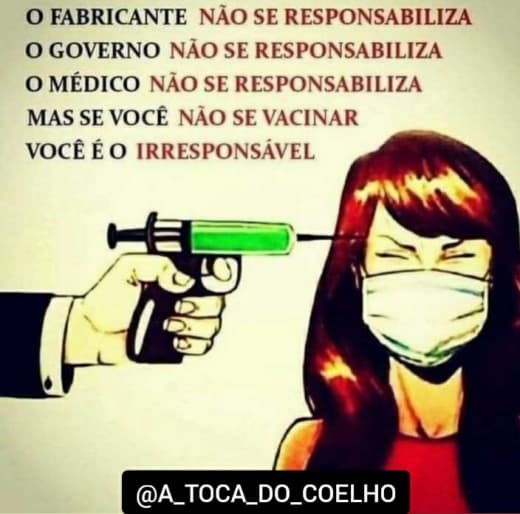 O FABRICANTE NÃO SE RESPONSABILIZA
O GOVERNO NÃO SE RESPONSABILIZA
O MÉDICO NÃO SE RESPONSABILIZA
MAS SE VOCÊ NÃO SE VACINAR
VOCÊ É O IRRESPONSÁVEL
@A_TOCA_DO_COELHO